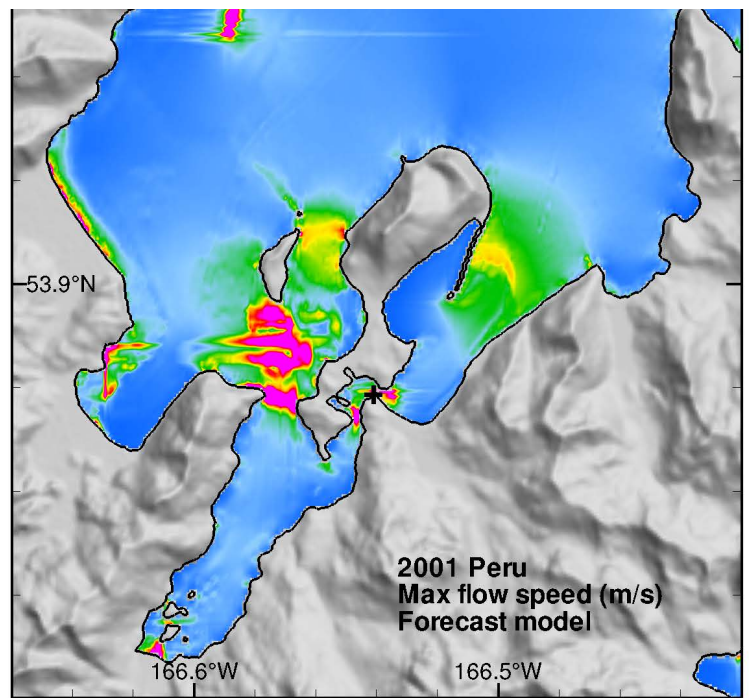 53.9°N
2001 Peru
Max flow speed (m/s)
Forecast model
166.6°W
166.5°W